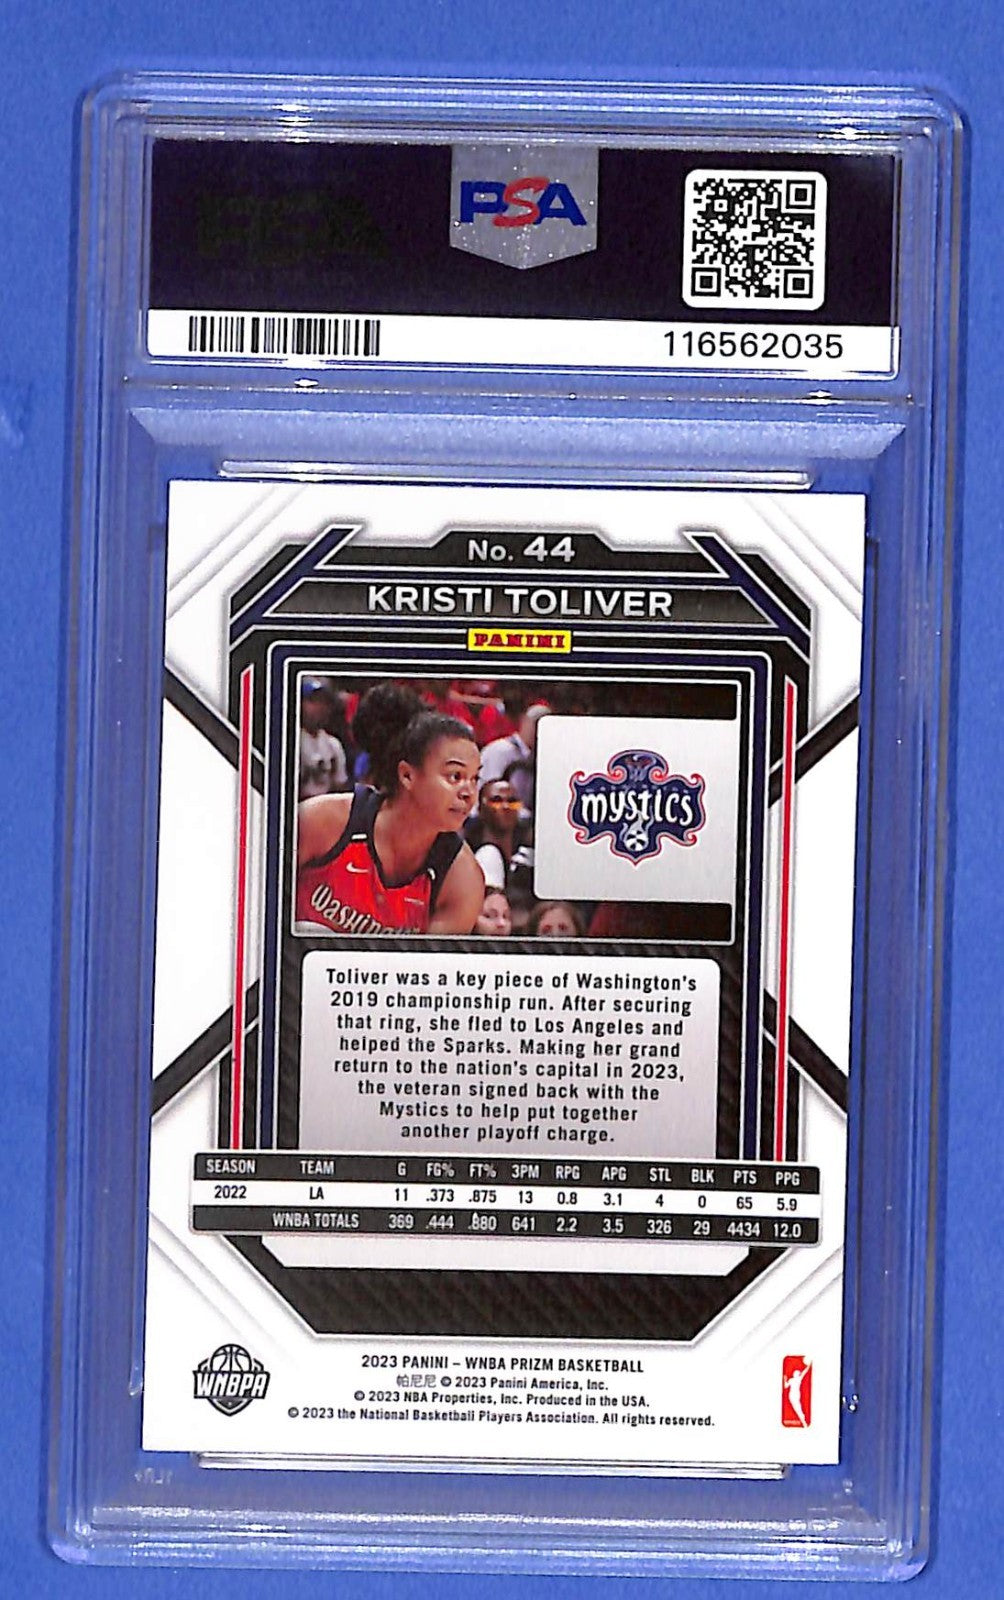 PSA
116562035
No. 44
KRISTI TOLIVER
PANINI
mystics
Washin
Toliver was a key piece of Washington's
2019 championship run. After securing
that ring, she fled to Los Angeles and
helped the Sparks. Making her grand
return to the nation's capital in 2023,
the veteran signed back with the
Mystics to help put together
another playoff charge.
SEASON TEAM G FG% FT% 3PM RPG APG STL BLK PTS PPG
2022 LA 11 .373 .875 13 0.8 3.1 4 0 65 5.9
WNBA TOTALS 369 .444 .880 641 2.2 3.5 326 29 4434 12.0
WNBPA
2023 PANINI – WNBA PRIZM BASKETBALL
帕尼尼 © 2023 Panini America, Inc.
© 2023 NBA Properties, Inc. Produced in the USA.
© 2023 the National Basketball Players Association. All rights reserved.